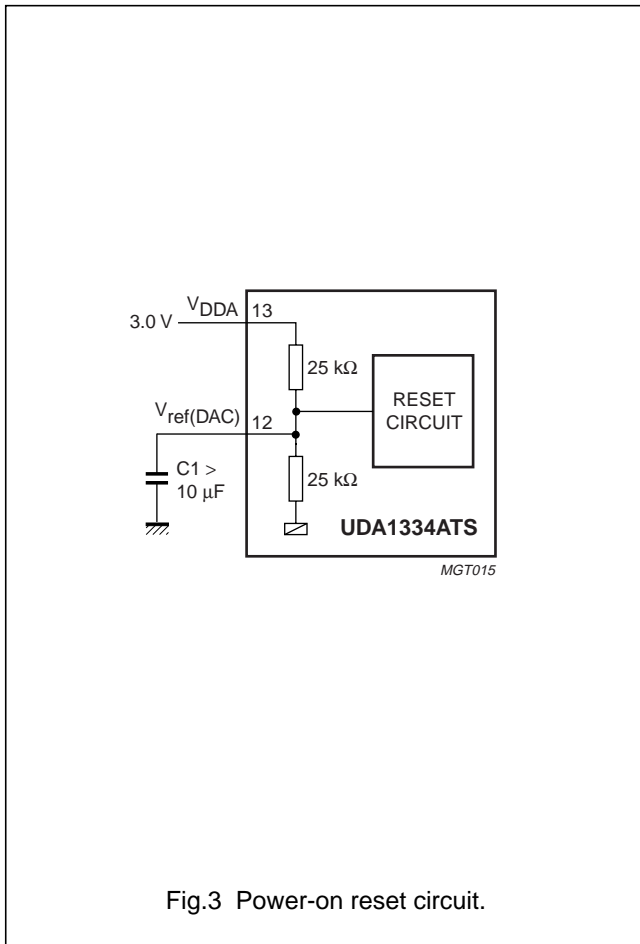 VDDA
13
3.0 V
25 kΩ
RESET
CIRCUIT
Vref(DAC)
12
C1 >
10 μF
25 kΩ
UDA1334ATS
MGT015
Fig.3 Power-on reset circuit.